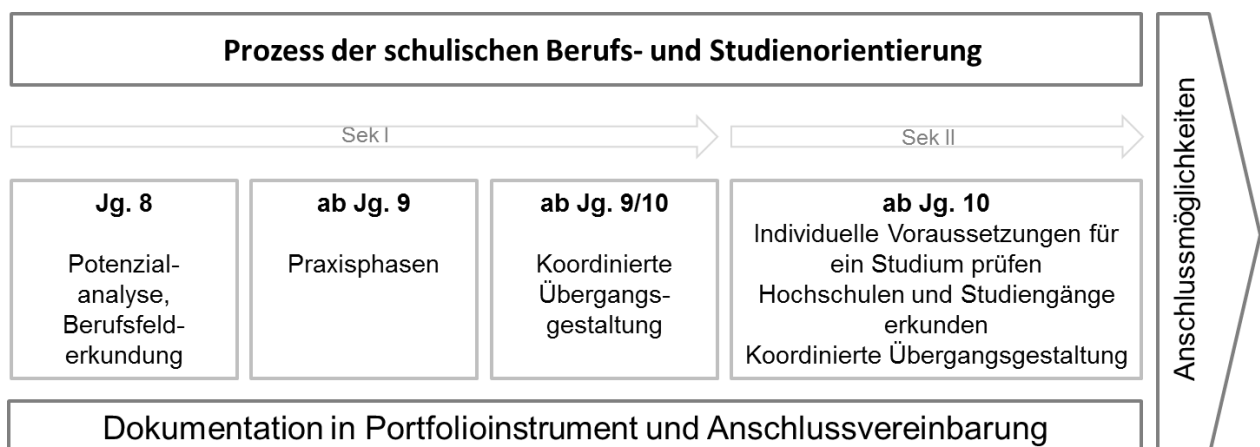 Prozess der schulischen Berufs- und Studienorientierung
Sek I
Sek II
Jg. 8
Potenzial-
analyse,
Berufsfeld-
erkundung
ab Jg. 9
Praxisphasen
ab Jg. 9/10
Koordinierte
Übergangs-
gestaltung
ab Jg. 10
Individuelle Voraussetzungen für
ein Studium prüfen
Hochschulen und Studiengänge
erkunden
Koordinierte Übergangsgestaltung
Dokumentation in Portfolioinstrument und Anschlussvereinbarung
Anschlussmöglichkeiten